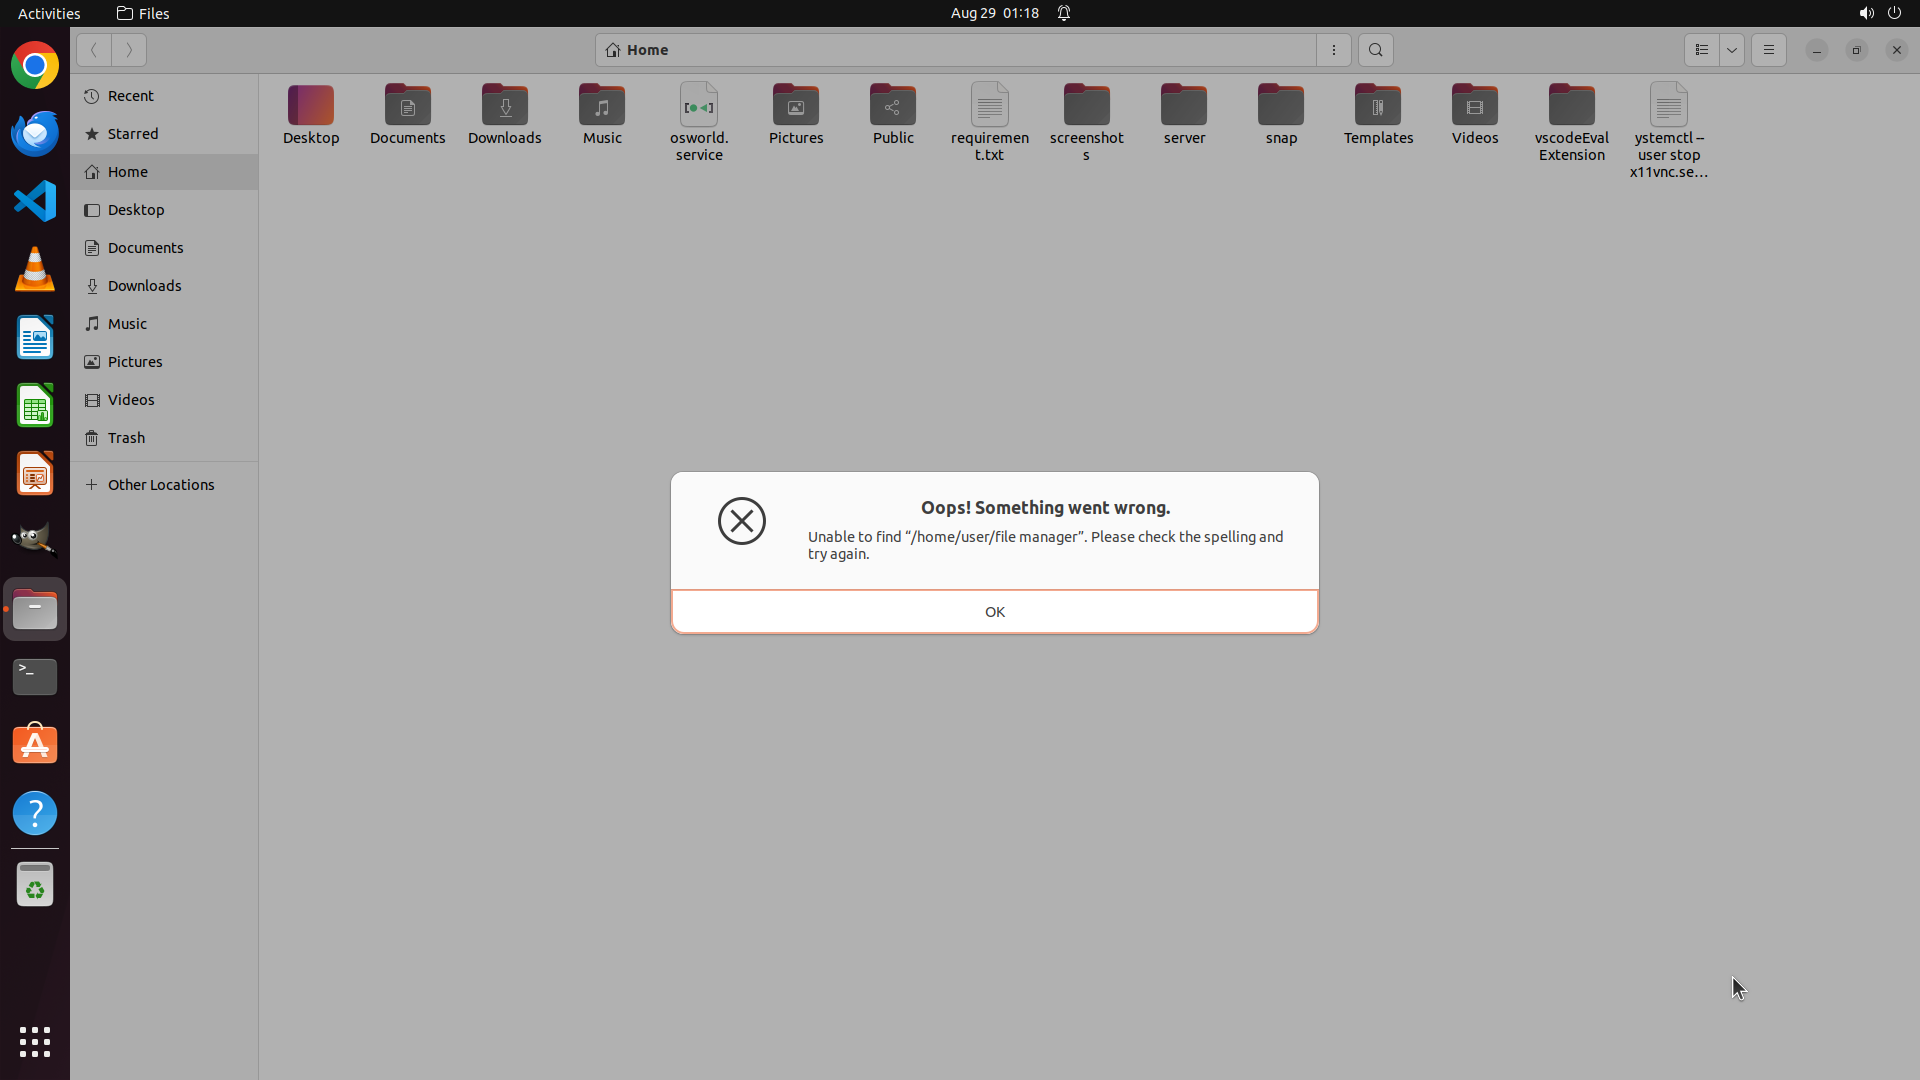 Activities
Files
Aug 29 01:18
Home
Recent
Starred
Home
Desktop
Documents
Downloads
Music
Pictures
Videos
Trash
Other Locations
Desktop
Documents
Downloads
Music
osworld.
service
Pictures
Public
requiremen
t.txt
screenshot
s
server
snap
Templates
Videos
vscodeEval
Extension
ystemctl --
user stop
x11vnc.se…
Oops! Something went wrong.
Unable to find “/home/user/file manager”. Please check the spelling and
try again.
OK